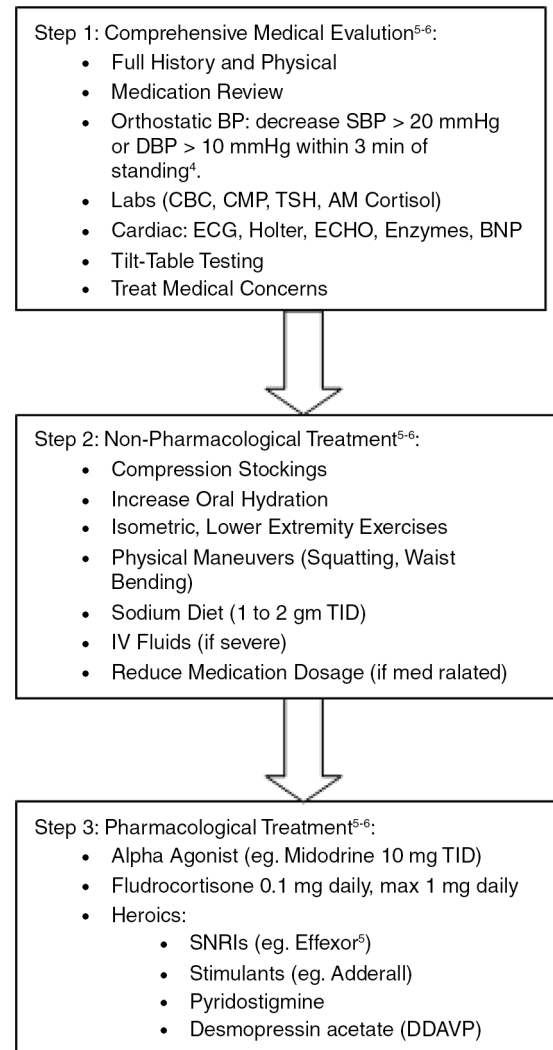 Step 1: Comprehensive Medical Evalution⁵⁻⁶:
• Full History and Physical
• Medication Review
• Orthostatic BP: decrease SBP > 20 mmHg
or DBP > 10 mmHg within 3 min of
standing⁴.
• Labs (CBC, CMP, TSH, AM Cortisol)
• Cardiac: ECG, Holter, ECHO, Enzymes, BNP
• Tilt-Table Testing
• Treat Medical Concerns
Step 2: Non-Pharmacological Treatment⁵⁻⁶:
• Compression Stockings
• Increase Oral Hydration
• Isometric, Lower Extremity Exercises
• Physical Maneuvers (Squatting, Waist
Bending)
• Sodium Diet (1 to 2 gm TID)
• IV Fluids (if severe)
• Reduce Medication Dosage (if med ralated)
Step 3: Pharmacological Treatment⁵⁻⁶:
• Alpha Agonist (eg. Midodrine 10 mg TID)
• Fludrocortisone 0.1 mg daily, max 1 mg daily
• Heroics:
• SNRIs (eg. Effexor⁵)
• Stimulants (eg. Adderall)
• Pyridostigmine
• Desmopressin acetate (DDAVP)